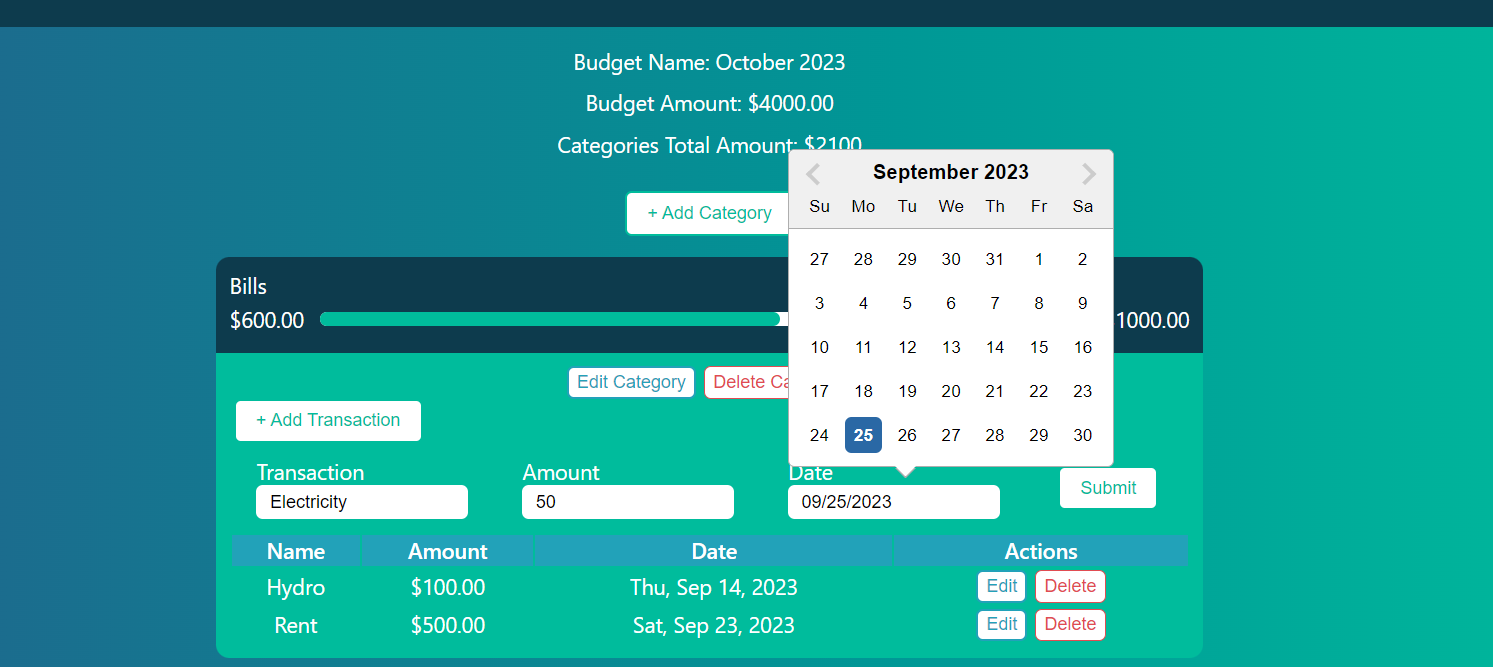 Budget Name: October 2023
Budget Amount: $4000.00
Categories Total Amount: $2100
September 2023
Su Mo Tu We Th Fr Sa
27 28 29 30 31 1 2
3 4 5 6 7 8 9
10 11 12 13 14 15 16
17 18 19 20 21 22 23
24 25 26 27 28 29 30
+ Add Category
Bills
$600.00 1000.00
Edit Category Delete Ca
+ Add Transaction
Transaction Amount Date
Electricity 50 09/25/2023 Submit
Name Amount Date Actions
Hydro $100.00 Thu, Sep 14, 2023 Edit Delete
Rent $500.00 Sat, Sep 23, 2023 Edit Delete